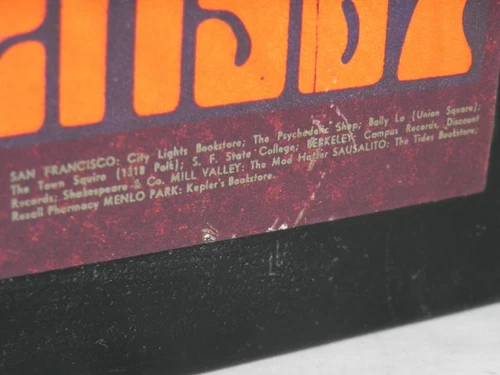 SAN FRANCISCO: City Lights Bookstore; The Psychedelic Shop; Bally Lo (Union Square);
The Town Squire (1318 Polk); S. F. State College; BERKELEY: Campus Records, Discount
Records; Shakespeare & Co. MILL VALLEY: The Mad Hatter SAUSALITO: The Tides Bookstore;
Rexall Pharmacy MENLO PARK: Kepler's Bookstore.